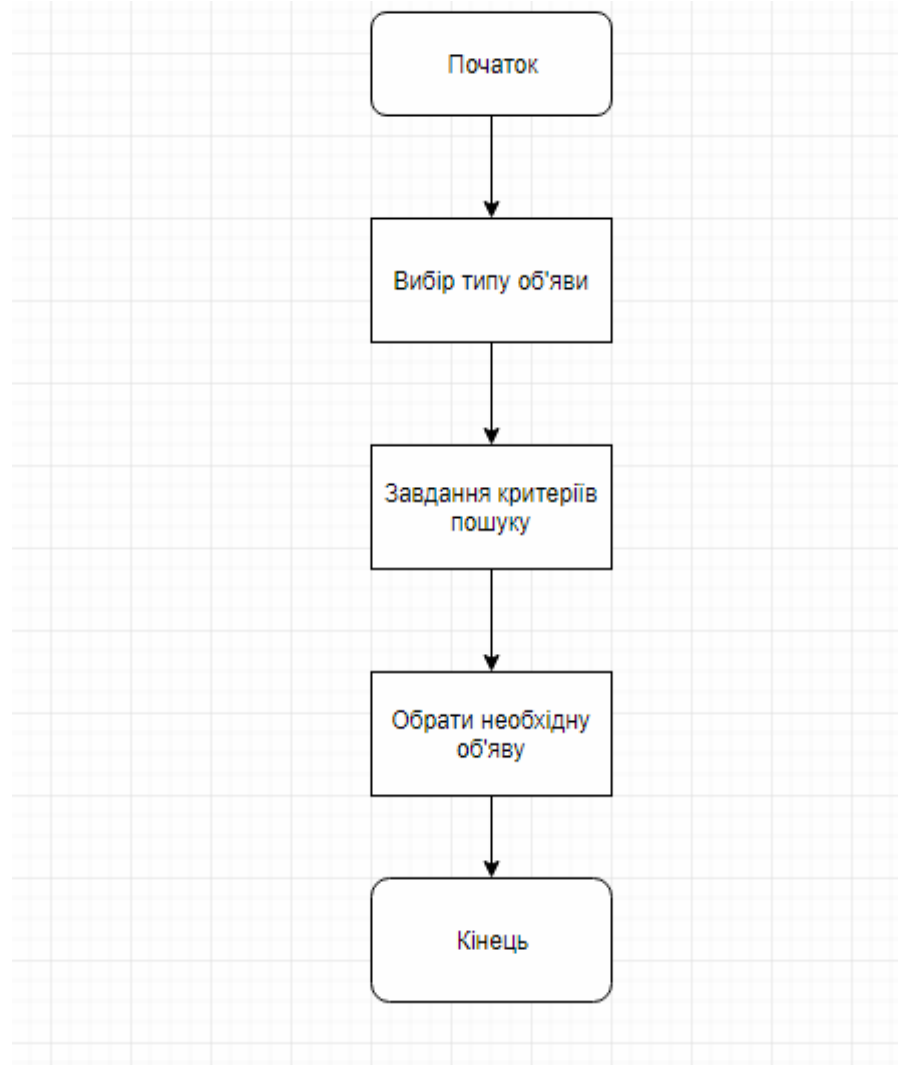 Початок
Вибір типу об'яви
Завдання критеріїв
пошуку
Обрати необхідну
об'яву
Кінець